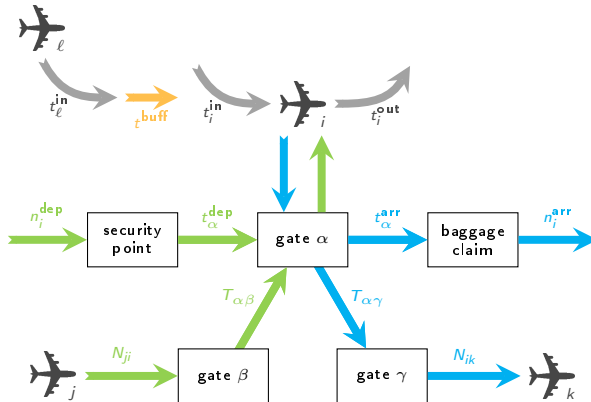 ℓ
t_ℓ^in
t^buff
t_i^in
i
t_i^out
n_i^dep
security
point
t_α^dep
gate α
t_α^arr
baggage
claim
n_i^arr
T_αβ
T_αγ
N_ji
j
gate β
gate γ
N_ik
k